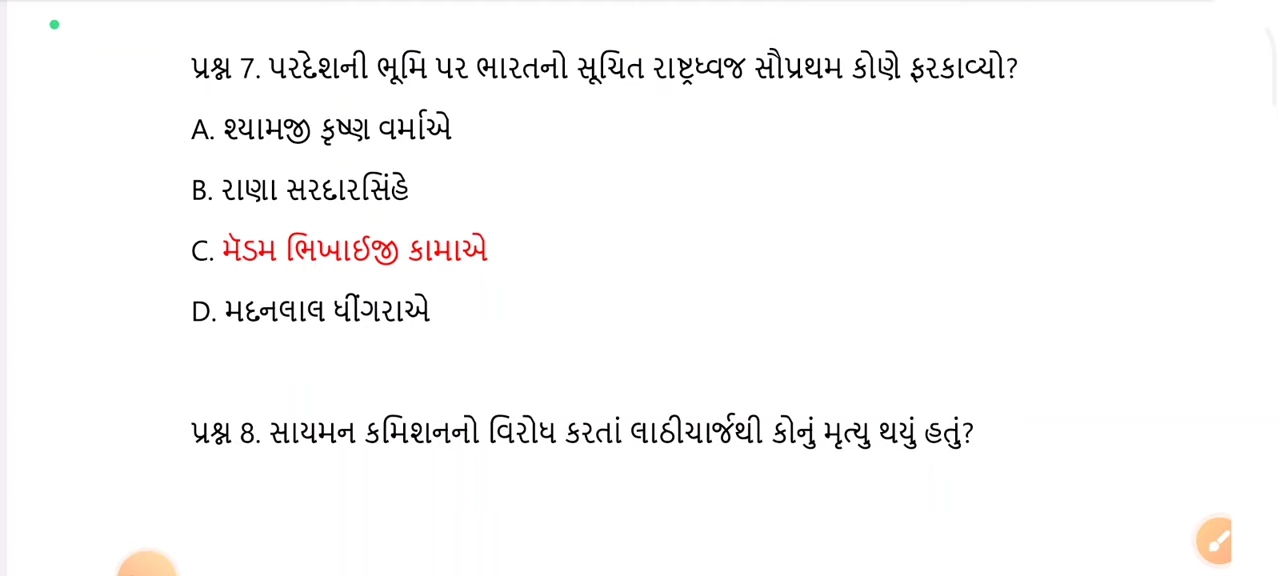 પ્રશ્ન 7. પરદેશની ભૂમિ પર ભારતનો સૂચિત રાષ્ટ્રધ્વજ સૌપ્રથમ કોણે ફરકાવ્યો?
A. શ્યામજી કૃષ્ણ વર્માએ
B. રાણા સરદારસિંહે
C. મૅડમ ભિખાઈજી કામાએ
D. મદનલાલ ધીંગરાએ
પ્રશ્ન 8. સાયમન કમિશનનો વિરોધ કરતાં લાઠીચાર્જથી કોનું મૃત્યુ થયું હતું?